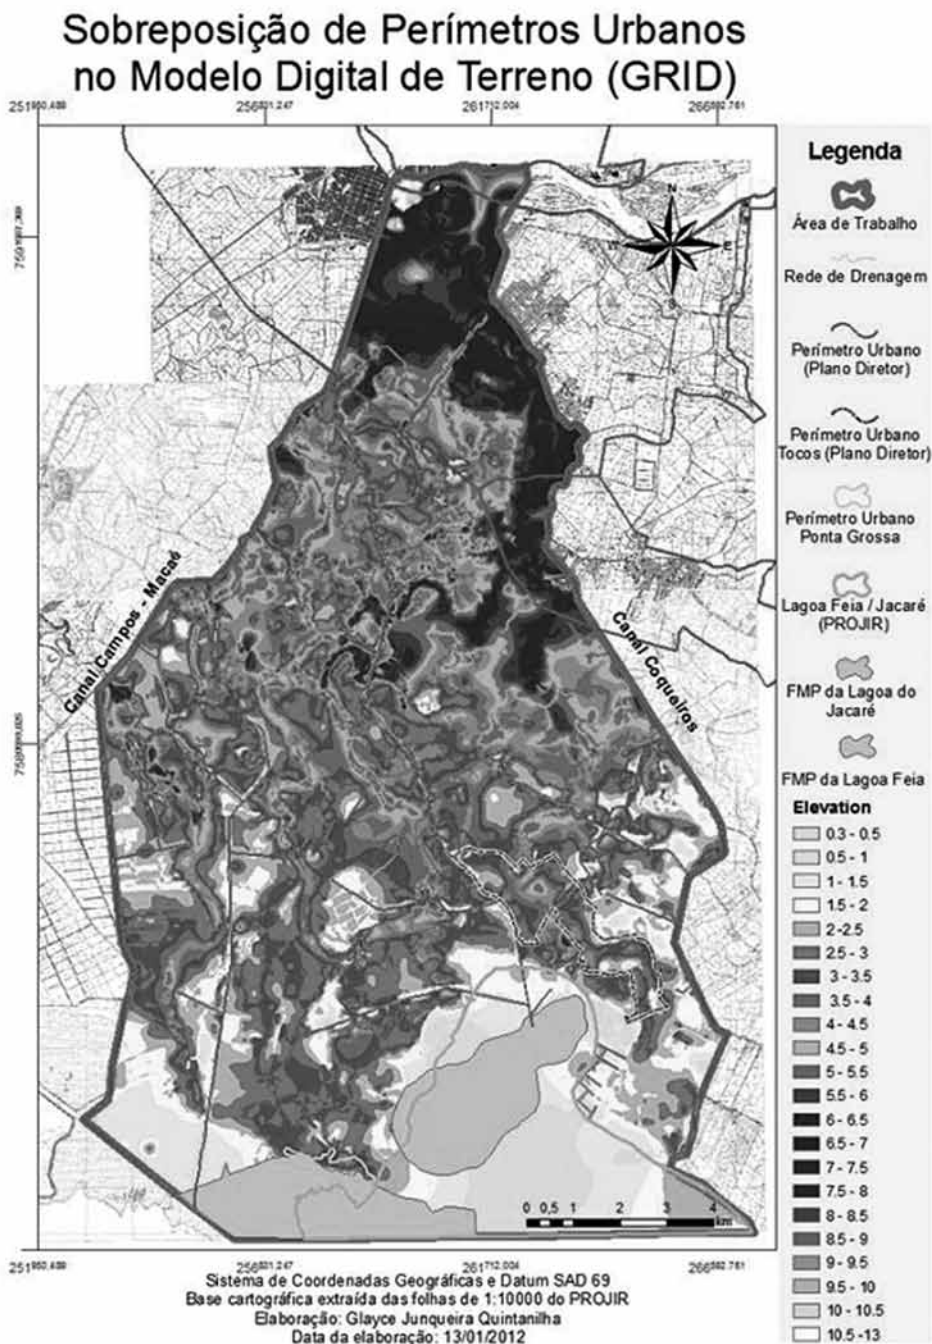 Sobreposição de Perímetros Urbanos
no Modelo Digital de Terreno (GRID)
Legenda
Área de Trabalho
Rede de Drenagem
Perímetro Urbano
(Plano Diretor)
Perímetro Urbano
Tocos (Plano Diretor)
Perímetro Urbano
Ponta Grossa
Lagoa Feia / Jacaré
(PROJIR)
FMP da Lagoa do
Jacaré
FMP da Lagoa Feia
Elevation
0.3 - 0.5
0.5 - 1
1 - 1.5
1.5 - 2
2 -2.5
25 - 3
3 - 3.5
3.5 - 4
4 - 4.5
4.5 - 5
5 - 5.5
5.5 - 6
6 - 6.5
6.5 - 7
7 - 7.5
7.5 - 8
8 - 8.5
8.5 - 9
9 - 9.5
9.5 - 10
10 - 10.5
10.5 -13
N
E
S
W
Canal Campos - Macaé
Canal Coqueiros
0 0,5 1 2 3 4
km
Sistema de Coordenadas Geográficas e Datum SAD 69
Base cartográfica extraída das folhas de 1:10000 do PROJIR
Elaboração: Glayce Junqueira Quintanilha
Data da elaboração: 13/01/2012